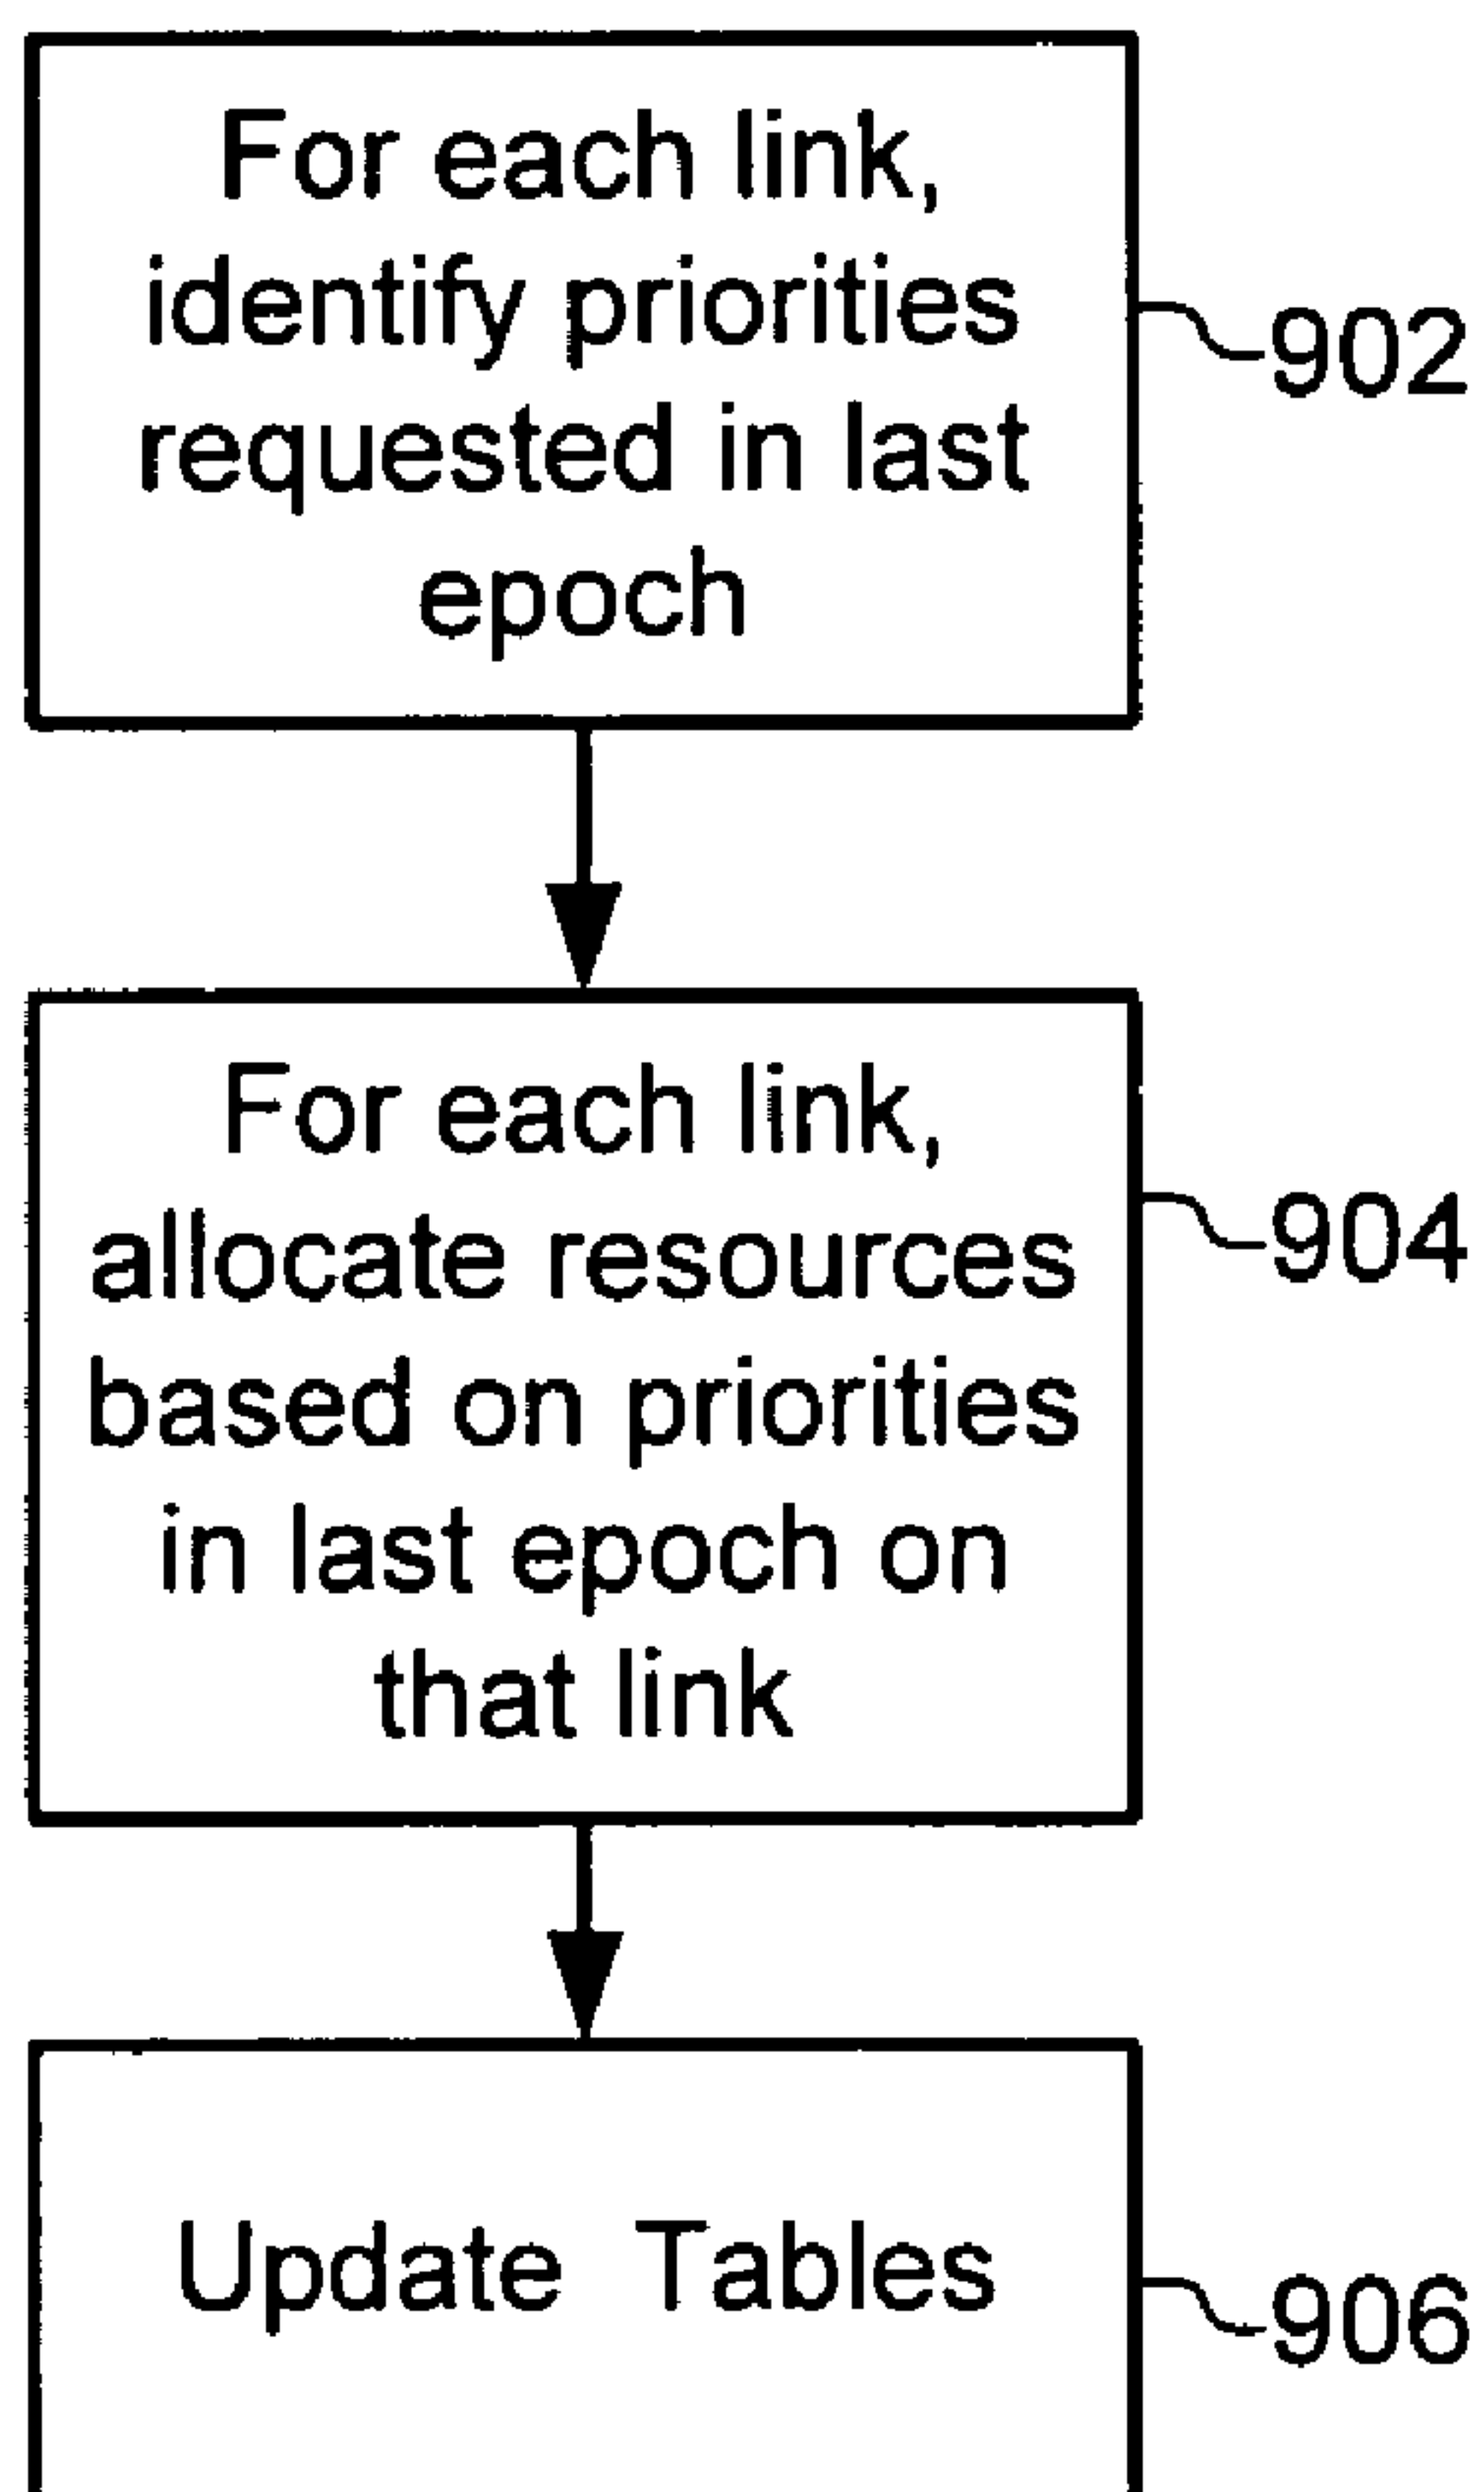 For each link,
identify priorities
requested in last
epoch
902
For each link,
allocate resources
based on priorities
in last epoch on
that link
904
Update Tables
906